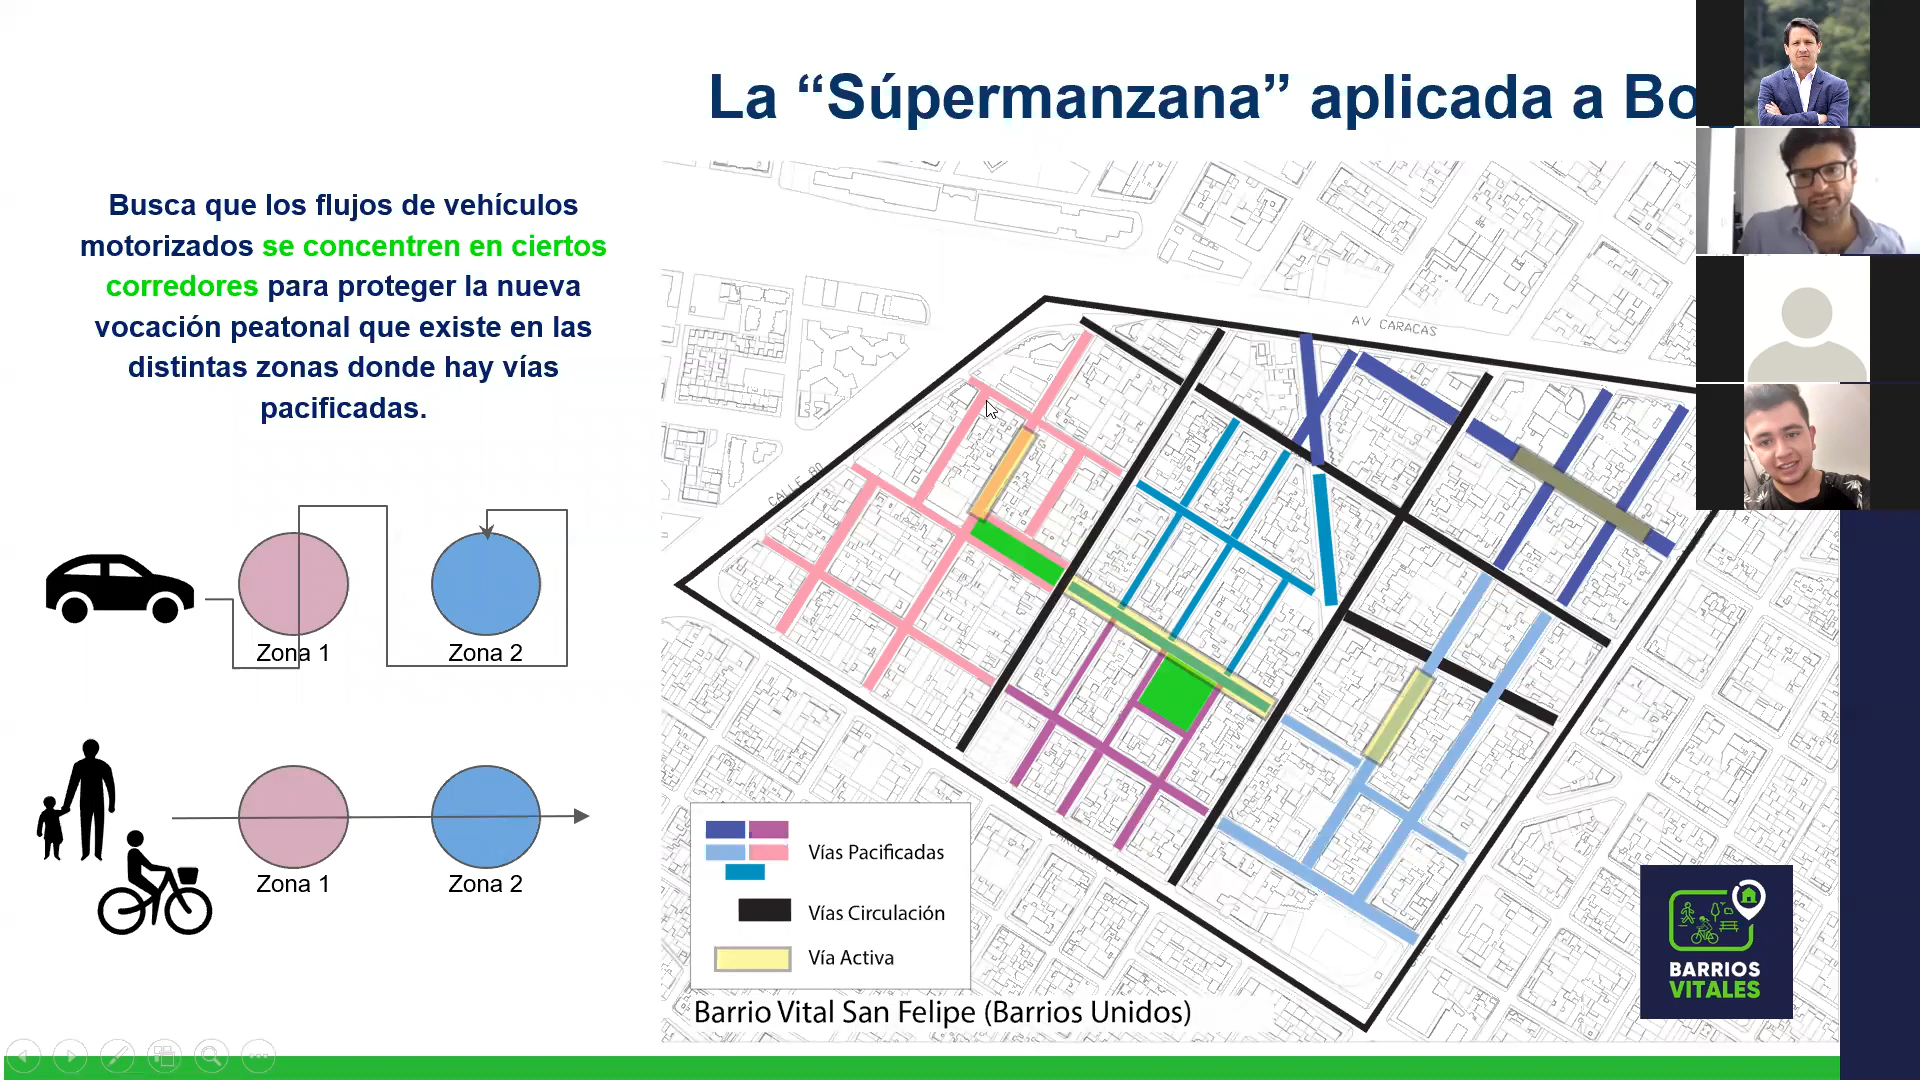 La “Súpermanzana” aplicada a Bo
Busca que los flujos de vehículos
motorizados se concentren en ciertos
corredores para proteger la nueva
vocación peatonal que existe en las
distintas zonas donde hay vías
pacificadas.
Zona 1
Zona 2
Zona 1
Zona 2
AV CARACAS
Vías Pacificadas
Vías Circulación
Vía Activa
Barrio Vital San Felipe (Barrios Unidos)
BARRIOS
VITALES